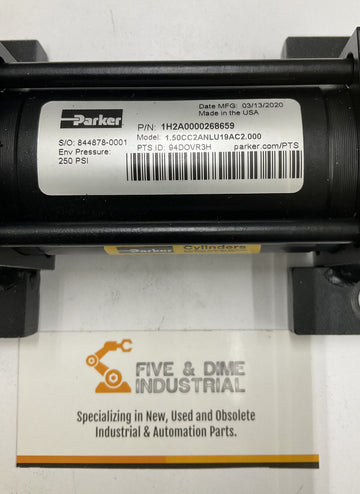 Parker
Date MFG: 03/13/2020
Made in the USA
P/N: 1H2A0000268659
Model: 1.50CC2ANLU19AC2.000
S/O: 844878-0001
PTS ID: 94DOVR3H parker.com/PTS
Env Pressure:
250 PSI
Parker Cylinders
FIVE & DIME
INDUSTRIAL
Specializing in New, Used and Obsolete
Industrial & Automation Parts.